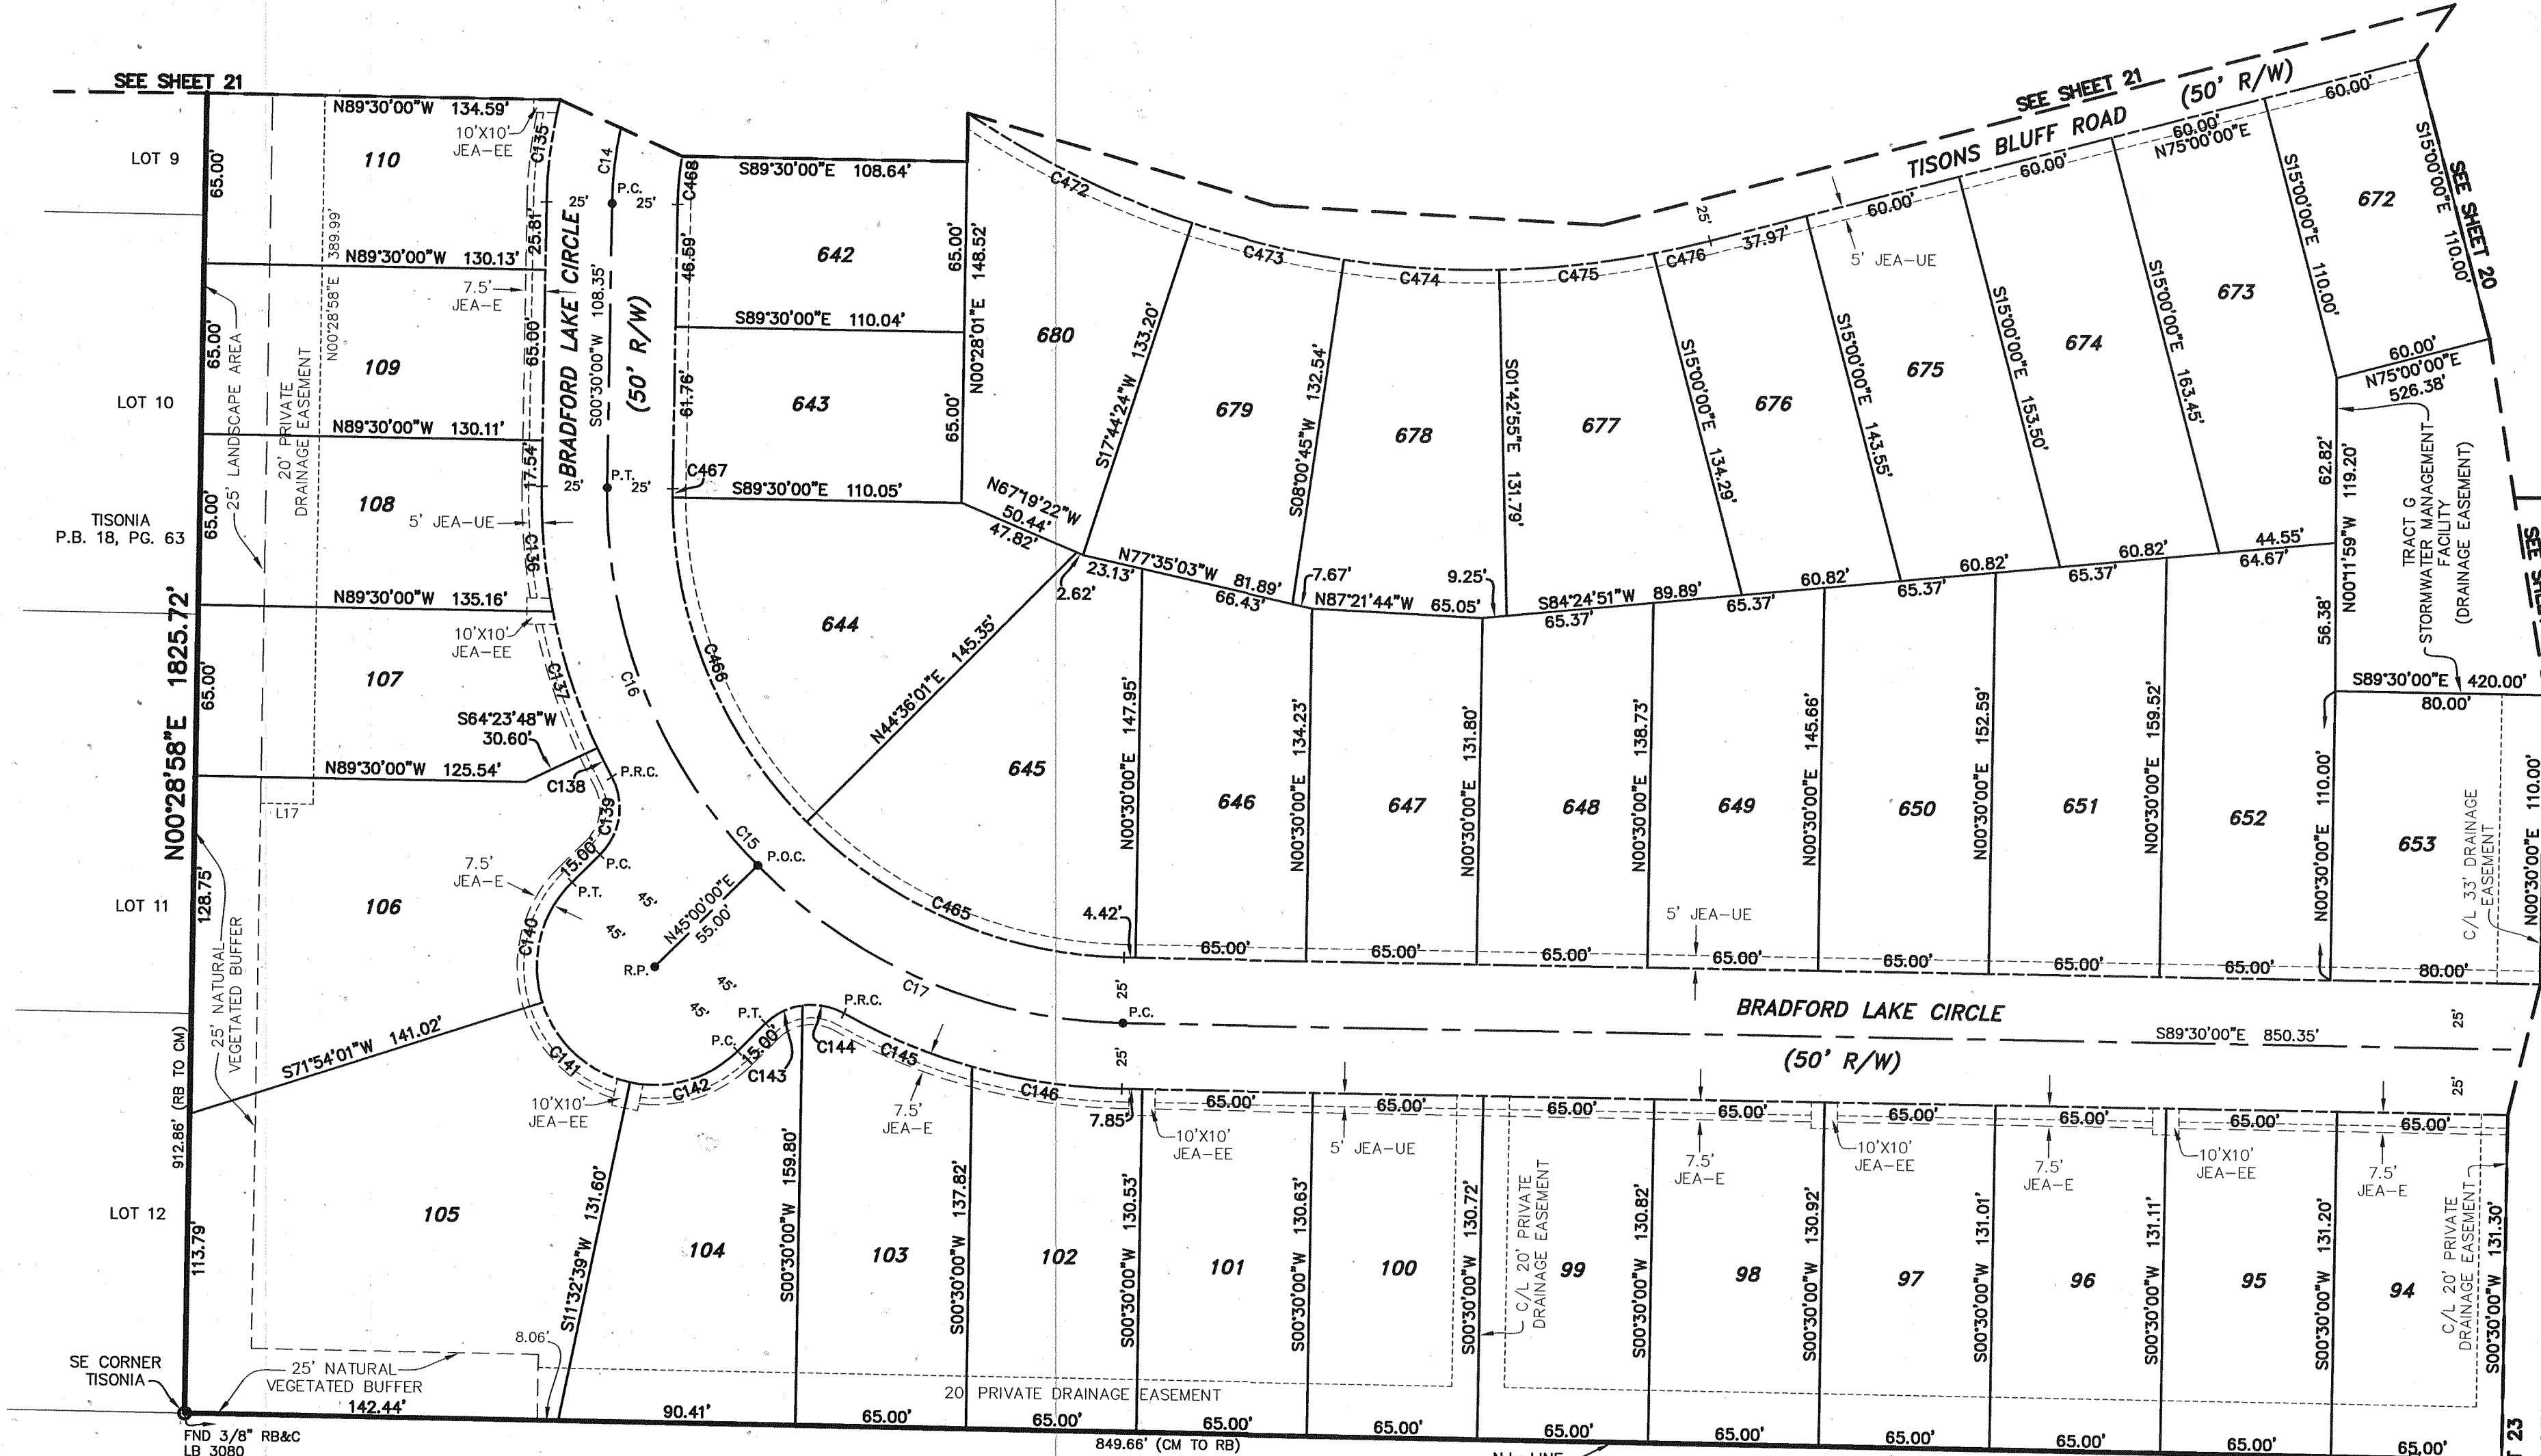 SEE SHEET 21
LOT 9
LOT 10
TISONIA
P.B. 18, PG. 63
LOT 11
LOT 12
SE CORNER
TISONIA
FND 3/8" RB&C
LB 3080
N00°28'58"E 1825.72'
912.86' (RB TO CM)
65.00'
65.00'
65.00'
65.00'
128.75'
113.79'
25' LANDSCAPE AREA
20' PRIVATE
DRAINAGE EASEMENT
N00°28'58"E 389.99'
25' NATURAL
VEGETATED BUFFER
L17
N89°30'00"W 134.59'
10'X10'
JEA-EE
110
C135
25.81'
N89°30'00"W 130.13'
7.5'
JEA-E
109
65.00'
N89°30'00"W 130.11'
17.54'
108
5' JEA-UE
C136
N89°30'00"W 135.16'
10'X10'
JEA-EE
107
C137
S64°23'48"W
30.60'
N89°30'00"W 125.54'
C138
P.R.C.
C139
15.00'
P.C.
P.T.
7.5'
JEA-E
106
C140
S71°54'01"W 141.02'
C141
10'X10'
JEA-EE
C142
105
S11°32'39"W 131.60'
8.06'
25' NATURAL
VEGETATED BUFFER
142.44'
C14
P.C.
25'
25'
BRADFORD LAKE CIRCLE
S00°30'00"W 108.35'
(50' R/W)
P.T.
25'
25'
C16
C15
P.O.C.
N45°00'00"E
55.00'
R.P.
45'
45'
45'
45'
C17
P.T.
P.C.
15.00'
C143
C144
P.R.C.
C145
C146
7.5'
JEA-E
C468
S89°30'00"E 108.64'
642
46.59'
65.00'
N00°28'01"E 148.52'
S89°30'00"E 110.04'
643
61.76'
65.00'
C467
S89°30'00"E 110.05'
N67°19'22"W
50.44'
47.82'
2.62'
644
C466
N44°36'01"E 145.35'
645
C465
4.42'
SEE SHEET 21
TISONS BLUFF ROAD
(50' R/W)
C472
C473
C474
C475
C476
25'
37.97'
60.00'
60.00'
60.00'
N75°00'00"E
60.00'
5' JEA-UE
680
S17°44'24"W 133.20'
679
S08°00'45"W 132.54'
678
S01°42'55"E 131.79'
677
S15°00'00"E 134.29'
676
S15°00'00"E 143.55'
675
S15°00'00"E 153.50'
674
S15°00'00"E 163.45'
673
S15°00'00"E 110.00'
672
S15°00'00"E 110.00'
SEE SHEET 20
60.00'
N75°00'00"E
526.38'
N77°35'03"W 81.89'
23.13'
66.43'
7.67'
N87°21'44"W 65.05'
9.25'
S84°24'51"W 89.89'
65.37'
60.82'
65.37'
60.82'
65.37'
60.82'
65.37'
44.55'
64.67'
62.82'
N00°11'59"W 119.20'
56.38'
TRACT G
STORMWATER MANAGEMENT
FACILITY
(DRAINAGE EASEMENT)
S89°30'00"E 420.00'
80.00'
N00°30'00"E 147.95'
646
N00°30'00"E 134.23'
647
N00°30'00"E 131.80'
648
N00°30'00"E 138.73'
649
N00°30'00"E 145.66'
650
N00°30'00"E 152.59'
651
N00°30'00"E 159.52'
652
N00°30'00"E 110.00'
653
C/L 33' DRAINAGE
EASEMENT
N00°30'00"E 110.00'
5' JEA-UE
65.00'
65.00'
65.00'
65.00'
65.00'
65.00'
65.00'
80.00'
25'
P.C.
25'
BRADFORD LAKE CIRCLE
(50' R/W)
S89°30'00"E 850.35'
25'
25'
7.85'
65.00'
65.00'
65.00'
65.00'
65.00'
65.00'
65.00'
65.00'
10'X10'
JEA-EE
5' JEA-UE
7.5'
JEA-E
10'X10'
JEA-EE
7.5'
JEA-E
10'X10'
JEA-EE
7.5'
JEA-E
104
S00°30'00"W 159.80'
103
S00°30'00"W 137.82'
102
S00°30'00"W 130.53'
101
S00°30'00"W 130.63'
100
S00°30'00"W 130.72'
C/L 20' PRIVATE
DRAINAGE EASEMENT
99
S00°30'00"W 130.82'
98
S00°30'00"W 130.92'
97
S00°30'00"W 131.01'
96
S00°30'00"W 131.11'
95
S00°30'00"W 131.20'
94
C/L 20' PRIVATE
DRAINAGE EASEMENT
S00°30'00"W 131.30'
20' PRIVATE DRAINAGE EASEMENT
90.41'
65.00'
65.00'
65.00'
65.00'
65.00'
65.00'
65.00'
65.00'
65.00'
65.00'
849.66' (CM TO RB)